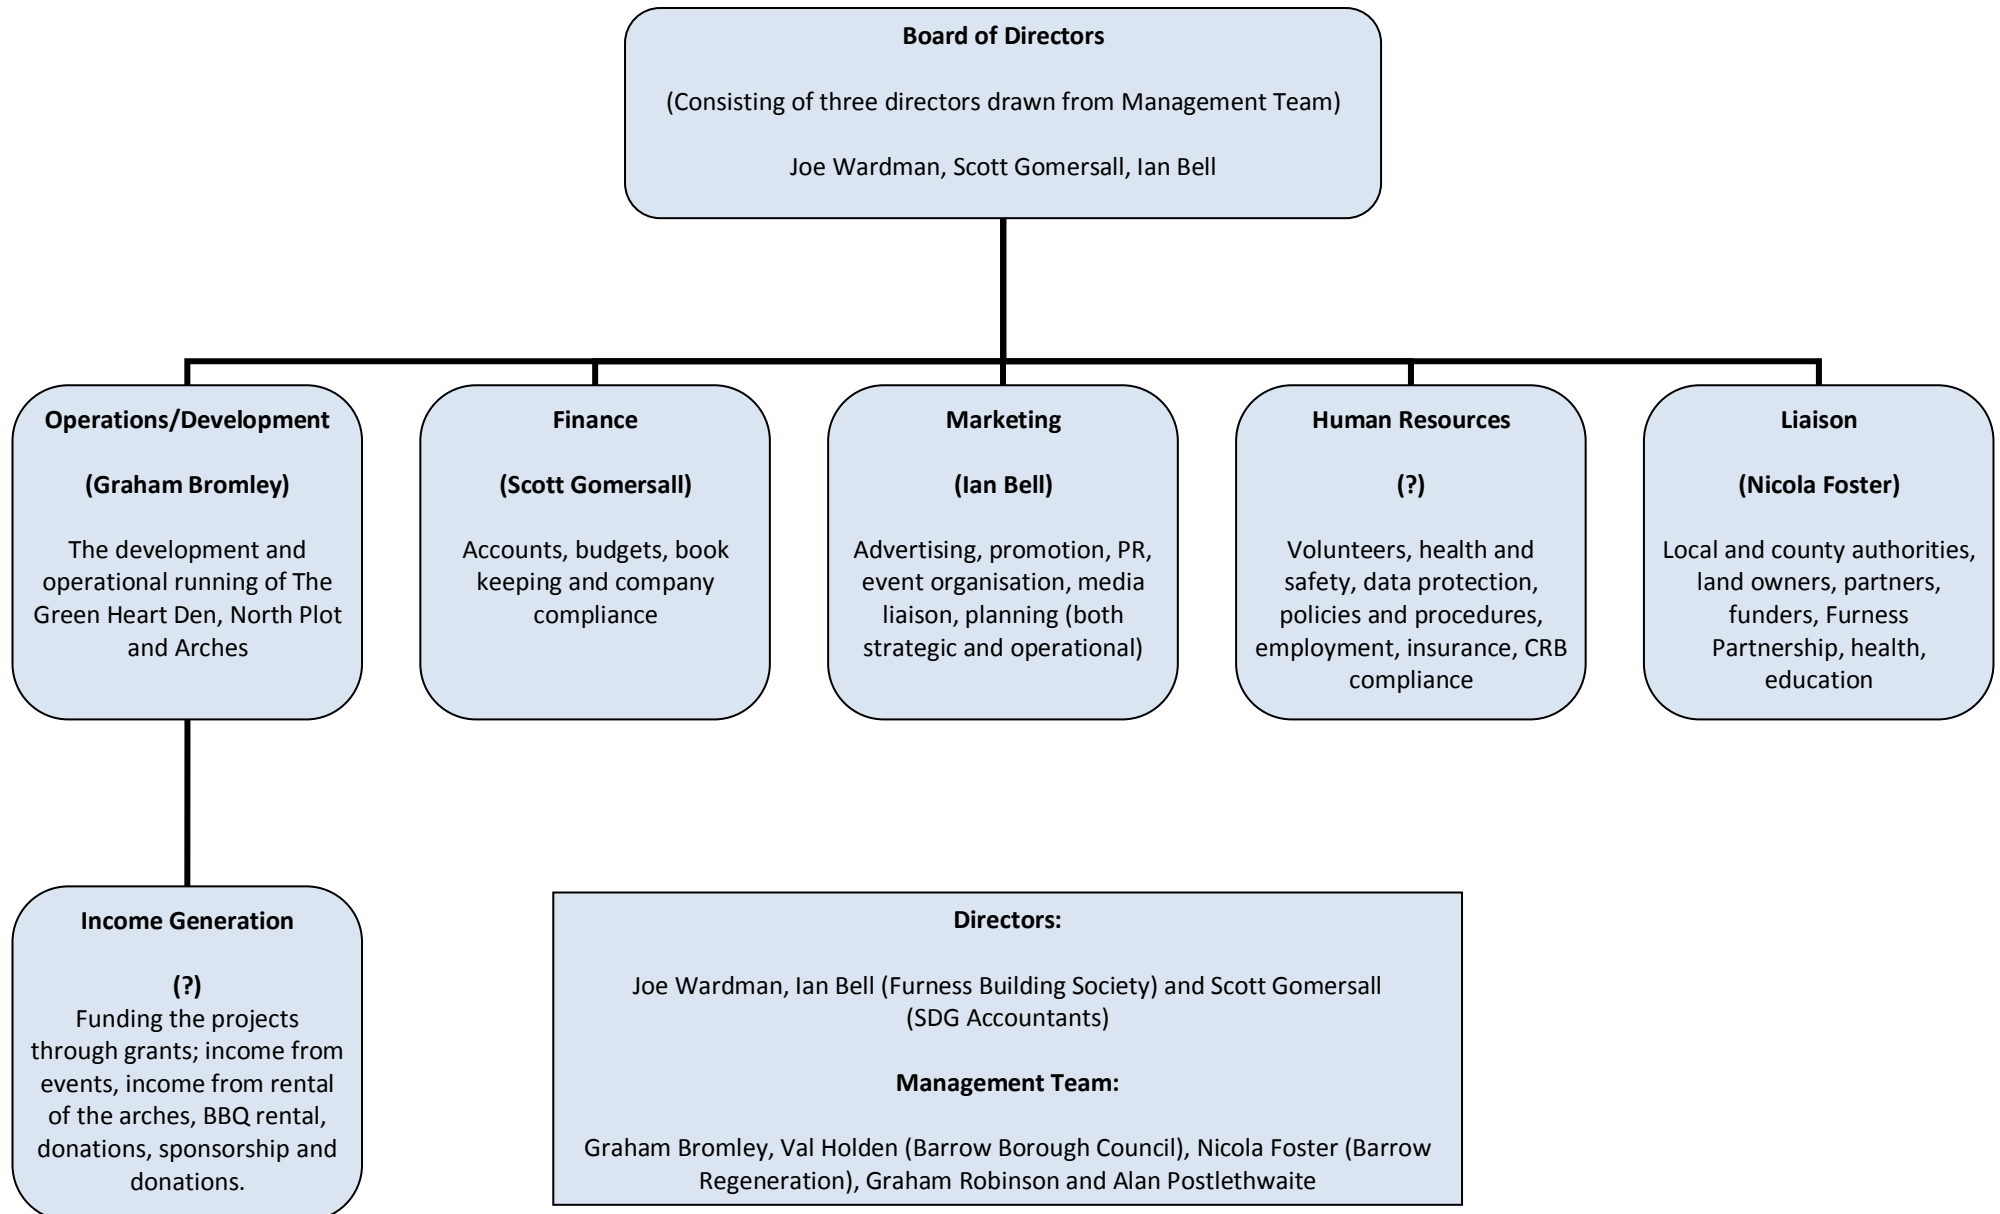 Board of Directors
(Consisting of three directors drawn from Management Team)
Joe Wardman, Scott Gomersall, Ian Bell
Operations/Development
(Graham Bromley)
The development and
operational running of The
Green Heart Den, North Plot
and Arches
Finance
(Scott Gomersall)
Accounts, budgets, book
keeping and company
compliance
Marketing
(Ian Bell)
Advertising, promotion, PR,
event organisation, media
liaison, planning (both
strategic and operational)
Human Resources
(?)
Volunteers, health and
safety, data protection,
policies and procedures,
employment, insurance, CRB
compliance
Liaison
(Nicola Foster)
Local and county authorities,
land owners, partners,
funders, Furness
Partnership, health,
education
Income Generation
(?)
Funding the projects
through grants; income from
events, income from rental
of the arches, BBQ rental,
donations, sponsorship and
donations.
Directors:
Joe Wardman, Ian Bell (Furness Building Society) and Scott Gomersall
(SDG Accountants)
Management Team:
Graham Bromley, Val Holden (Barrow Borough Council), Nicola Foster (Barrow
Regeneration), Graham Robinson and Alan Postlethwaite